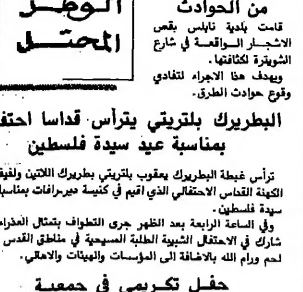 من الحوادث
الوطن
المحتل
قامت بلدية نابلس بقص
الاشجار الواقعة في شارع
الشويترة لكثافتها.
ويهدف هذا الاجراء لتفادي
وقوع حوادث الطرق.
البطريرك بلتريتي يترأس قداسا
بمناسبة عيد سيدة فلسطين
ترأس غبطة البطريرك يعقوب بلتريتي بطريرك اللاتين ولفيف
الكهنة القداس الاحتفالي الذي اقيم في كنيسة ديررافات
سيدة فلسطين.
وفي الساعة الرابعة بعد الظهر جرى التطواف بتمثال العذراء
شارك في الاحتفال الشبيبة الطلبة المسيحية في مناطق القدس
لحم ورام الله بالاضافة الى المؤسسات والهيئات والاهالي.
حفل تكريمي في جمعية